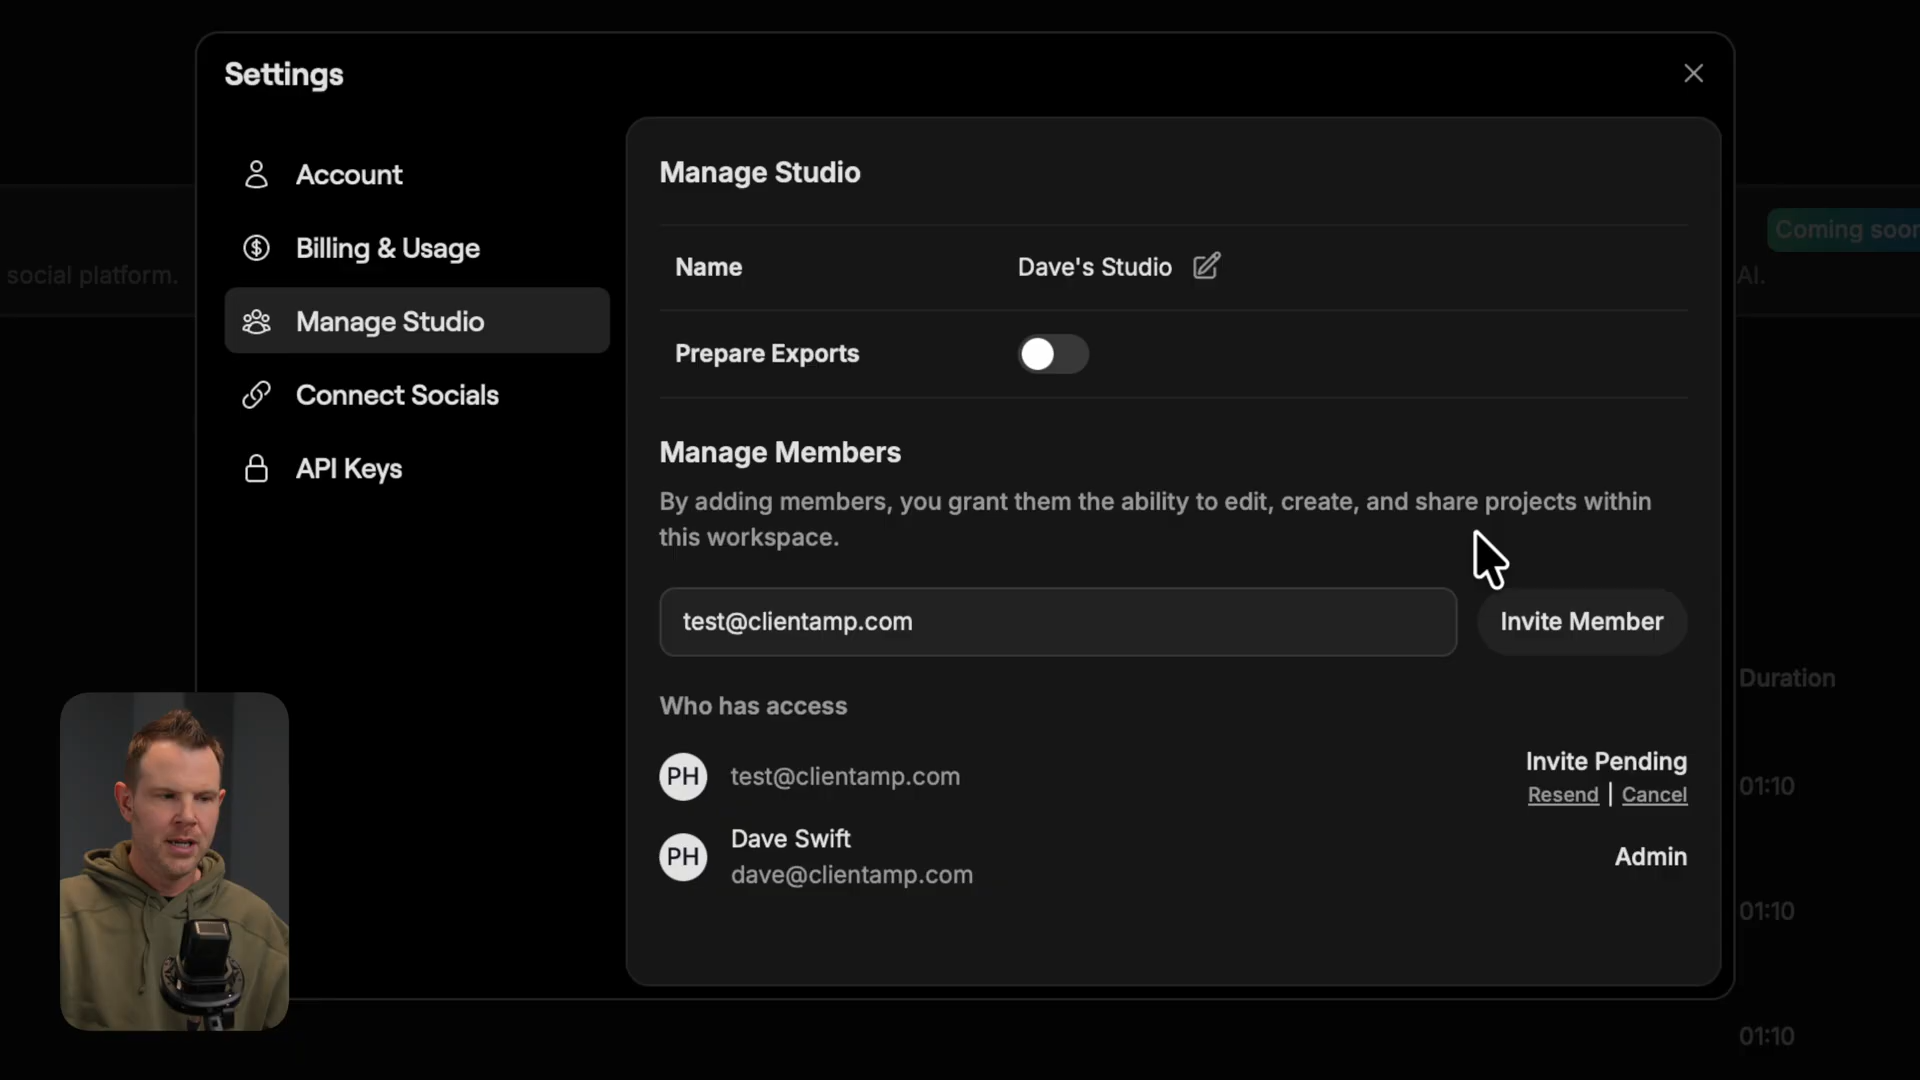 Settings
Account
Billing & Usage
Manage Studio
Connect Socials
API Keys
Manage Studio
Name
Dave's Studio
Prepare Exports
Manage Members
By adding members, you grant them the ability to edit, create, and share projects within
this workspace.
test@clientamp.com
Invite Member
Who has access
PH
test@clientamp.com
Invite Pending
Resend | Cancel
PH
Dave Swift
dave@clientamp.com
Admin
social platform.
Coming soon
AI.
Duration
01:10
01:10
01:10